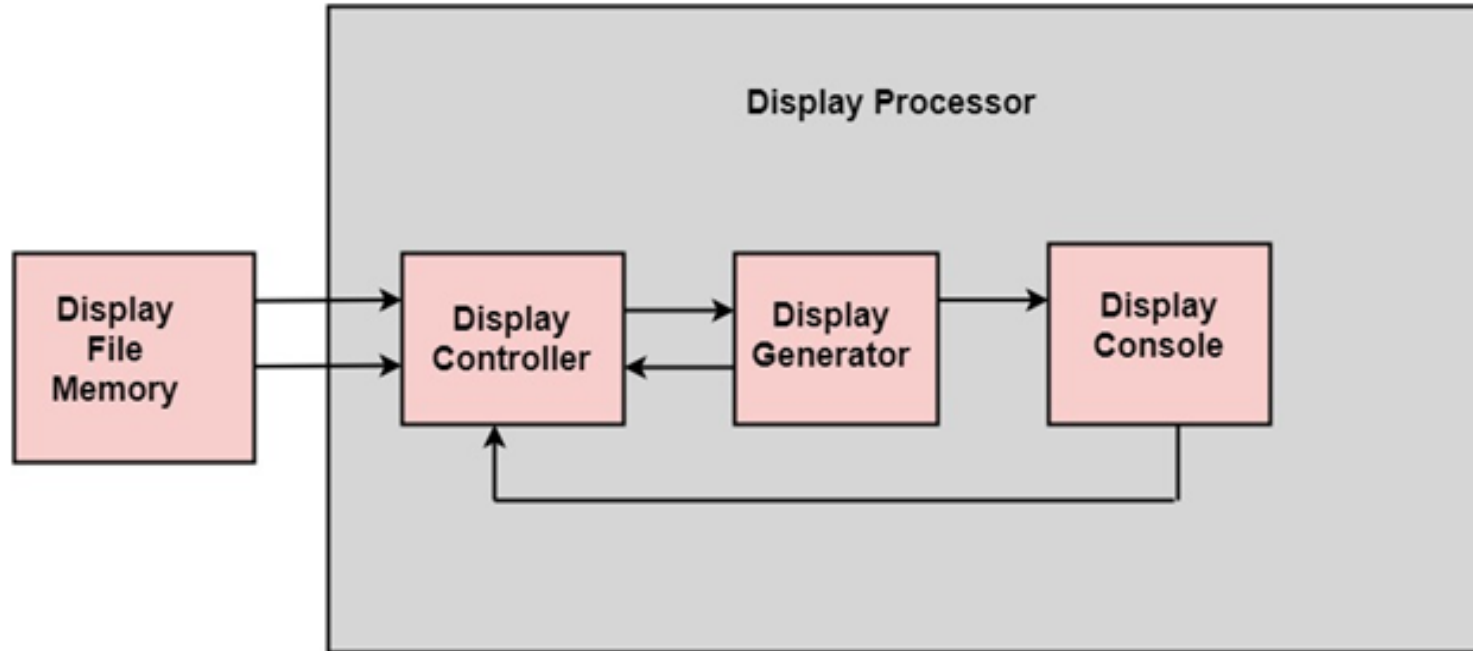 Display Processor
Display
File
Memory
Display
Controller
Display
Generator
Display
Console